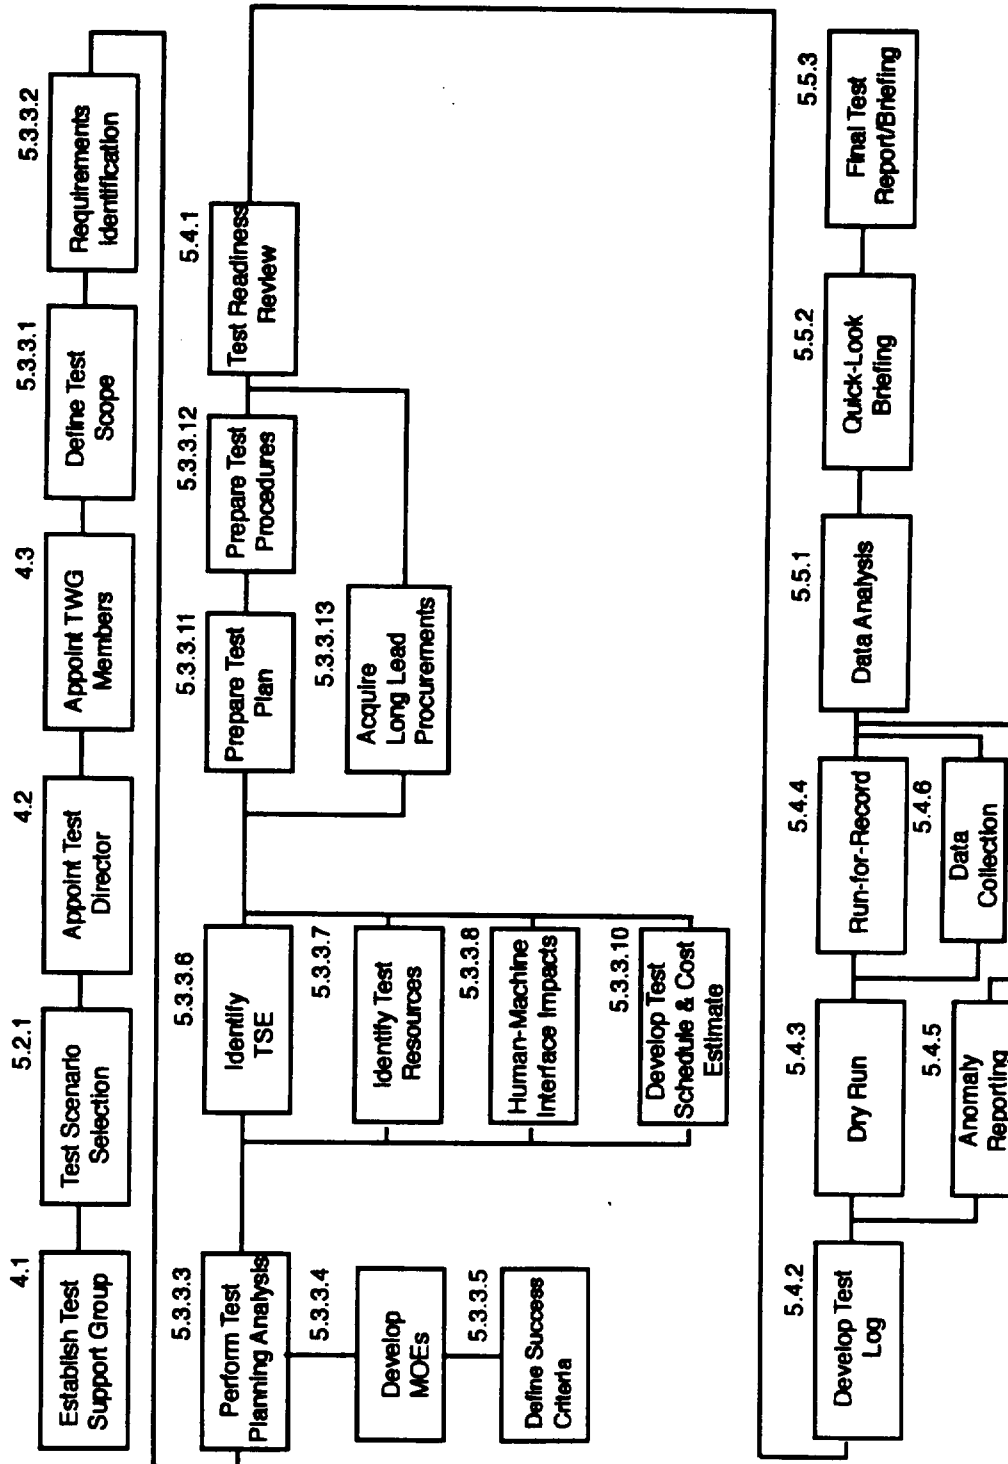 4.1
Establish Test
Support Group
5.2.1
Test Scenario
Selection
4.2
Appoint Test
Director
4.3
Appoint TWG
Members
5.3.3.1
Define Test
Scope
5.3.3.2
Requirements
Identification
5.3.3.3
Perform Test
Planning Analysis
5.3.3.4
Develop
MOEs
5.3.3.5
Define Success
Criteria
5.3.3.6
Identify
TSE
5.3.3.7
Identify Test
Resources
5.3.3.8
Human-Machine
Interface Impacts
5.3.3.10
Develop Test
Schedule & Cost
Estimate
5.3.3.11
Prepare Test
Plan
5.3.3.12
Prepare Test
Procedures
5.3.3.13
Acquire
Long Lead
Procurements
5.4.1
Test Readiness
Review
5.4.2
Develop Test
Log
5.4.3
Dry Run
5.4.5
Anomaly
Reporting
5.4.4
Run-for-Record
5.4.6
Data
Collection
5.5.1
Data Analysis
5.5.2
Quick-Look
Briefing
5.5.3
Final Test
Report/Briefing